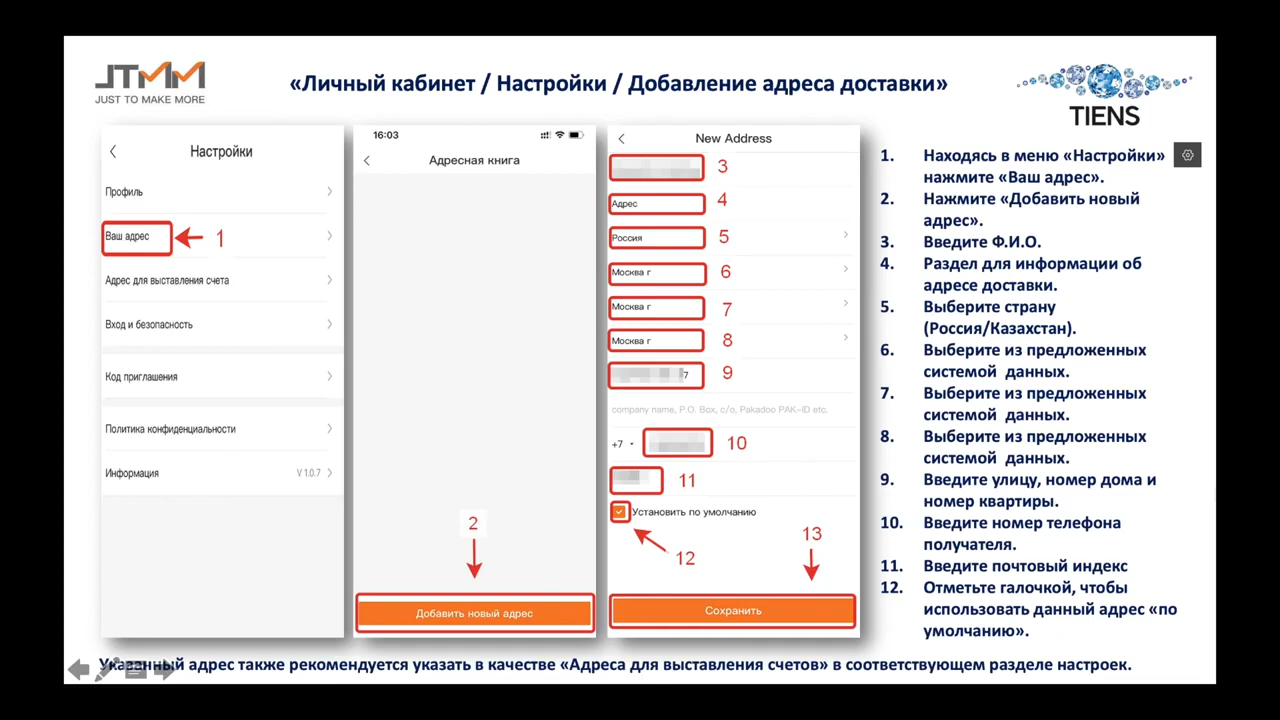 JTMM
JUST TO MAKE MORE
«Личный кабинет / Настройки / Добавление адреса доставки»
TIENS
Настройки
Профиль
Ваш адрес
1
Адрес для выставления счета
Вход и безопасность
Код приглашения
Политика конфиденциальности
Информация
V 1.0.7
16:03
Адресная книга
2
Добавить новый адрес
New Address
3
Адрес
4
Россия
5
Москва г
6
Москва г
7
Москва г
8
7
9
company name, P.O. Box, c/o, Pakadoo PAK-ID etc.
+7
10
11
Установить по умолчанию
12
13
Сохранить
1. Находясь в меню «Настройки»
нажмите «Ваш адрес».
2. Нажмите «Добавить новый
адрес».
3. Введите Ф.И.О.
4. Раздел для информации об
адресе доставки.
5. Выберите страну
(Россия/Казахстан).
6. Выберите из предложенных
системой данных.
7. Выберите из предложенных
системой данных.
8. Выберите из предложенных
системой данных.
9. Введите улицу, номер дома и
номер квартиры.
10. Введите номер телефона
получателя.
11. Введите почтовый индекс
12. Отметьте галочкой, чтобы
использовать данный адрес «по
умолчанию».
Указанный адрес также рекомендуется указать в качестве «Адреса для выставления счетов» в соответствующем разделе настроек.